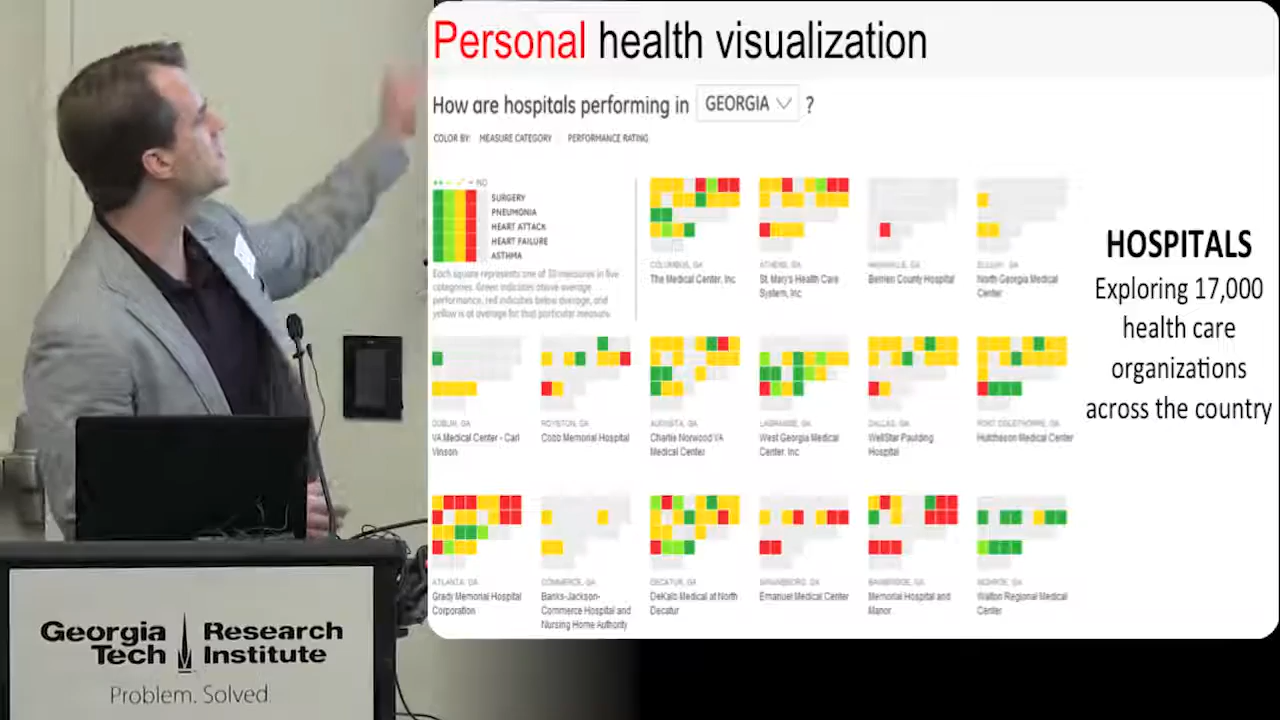 Personal health visualization
How are hospitals performing in GEORGIA ?
COLOR BY: MEASURE CATEGORY PERFORMANCE RATING
NO
SURGERY
PNEUMONIA
HEART ATTACK
HEART FAILURE
ASTHMA
Each square represents one of 30 measures in five
categories. Green indicates above average
performance, red indicates below average, and
yellow is at average for that particular measure.
COLUMBUS, GA
The Medical Center, Inc
ATHENS, GA
St. Mary's Health Care
System, Inc
Berrien County Hospital
North Georgia Medical
Center
HOSPITALS
Exploring 17,000
health care
organizations
across the country
DUBLIN, GA
VA Medical Center - Carl
Vinson
ROYSTON, GA
Cobb Memorial Hospital
AUGUSTA, GA
Charlie Norwood VA
Medical Center
LAGRANGE, GA
West Georgia Medical
Center, Inc
DALLAS, GA
WellStar Paulding
Hospital
FORT OGLETHORPE, GA
Hutcheson Medical Center
ATLANTA, GA
Grady Memorial Hospital
Corporation
COMMERCE, GA
Banks-Jackson-
Commerce Hospital and
Nursing Home Authority
DECATUR, GA
DeKalb Medical at North
Decatur
SWAINSBORO, GA
Emanuel Medical Center
BAINBRIDGE, GA
Memorial Hospital and
Manor
MONROE, GA
Walton Regional Medical
Center
Georgia Tech
Research Institute
Problem. Solved.